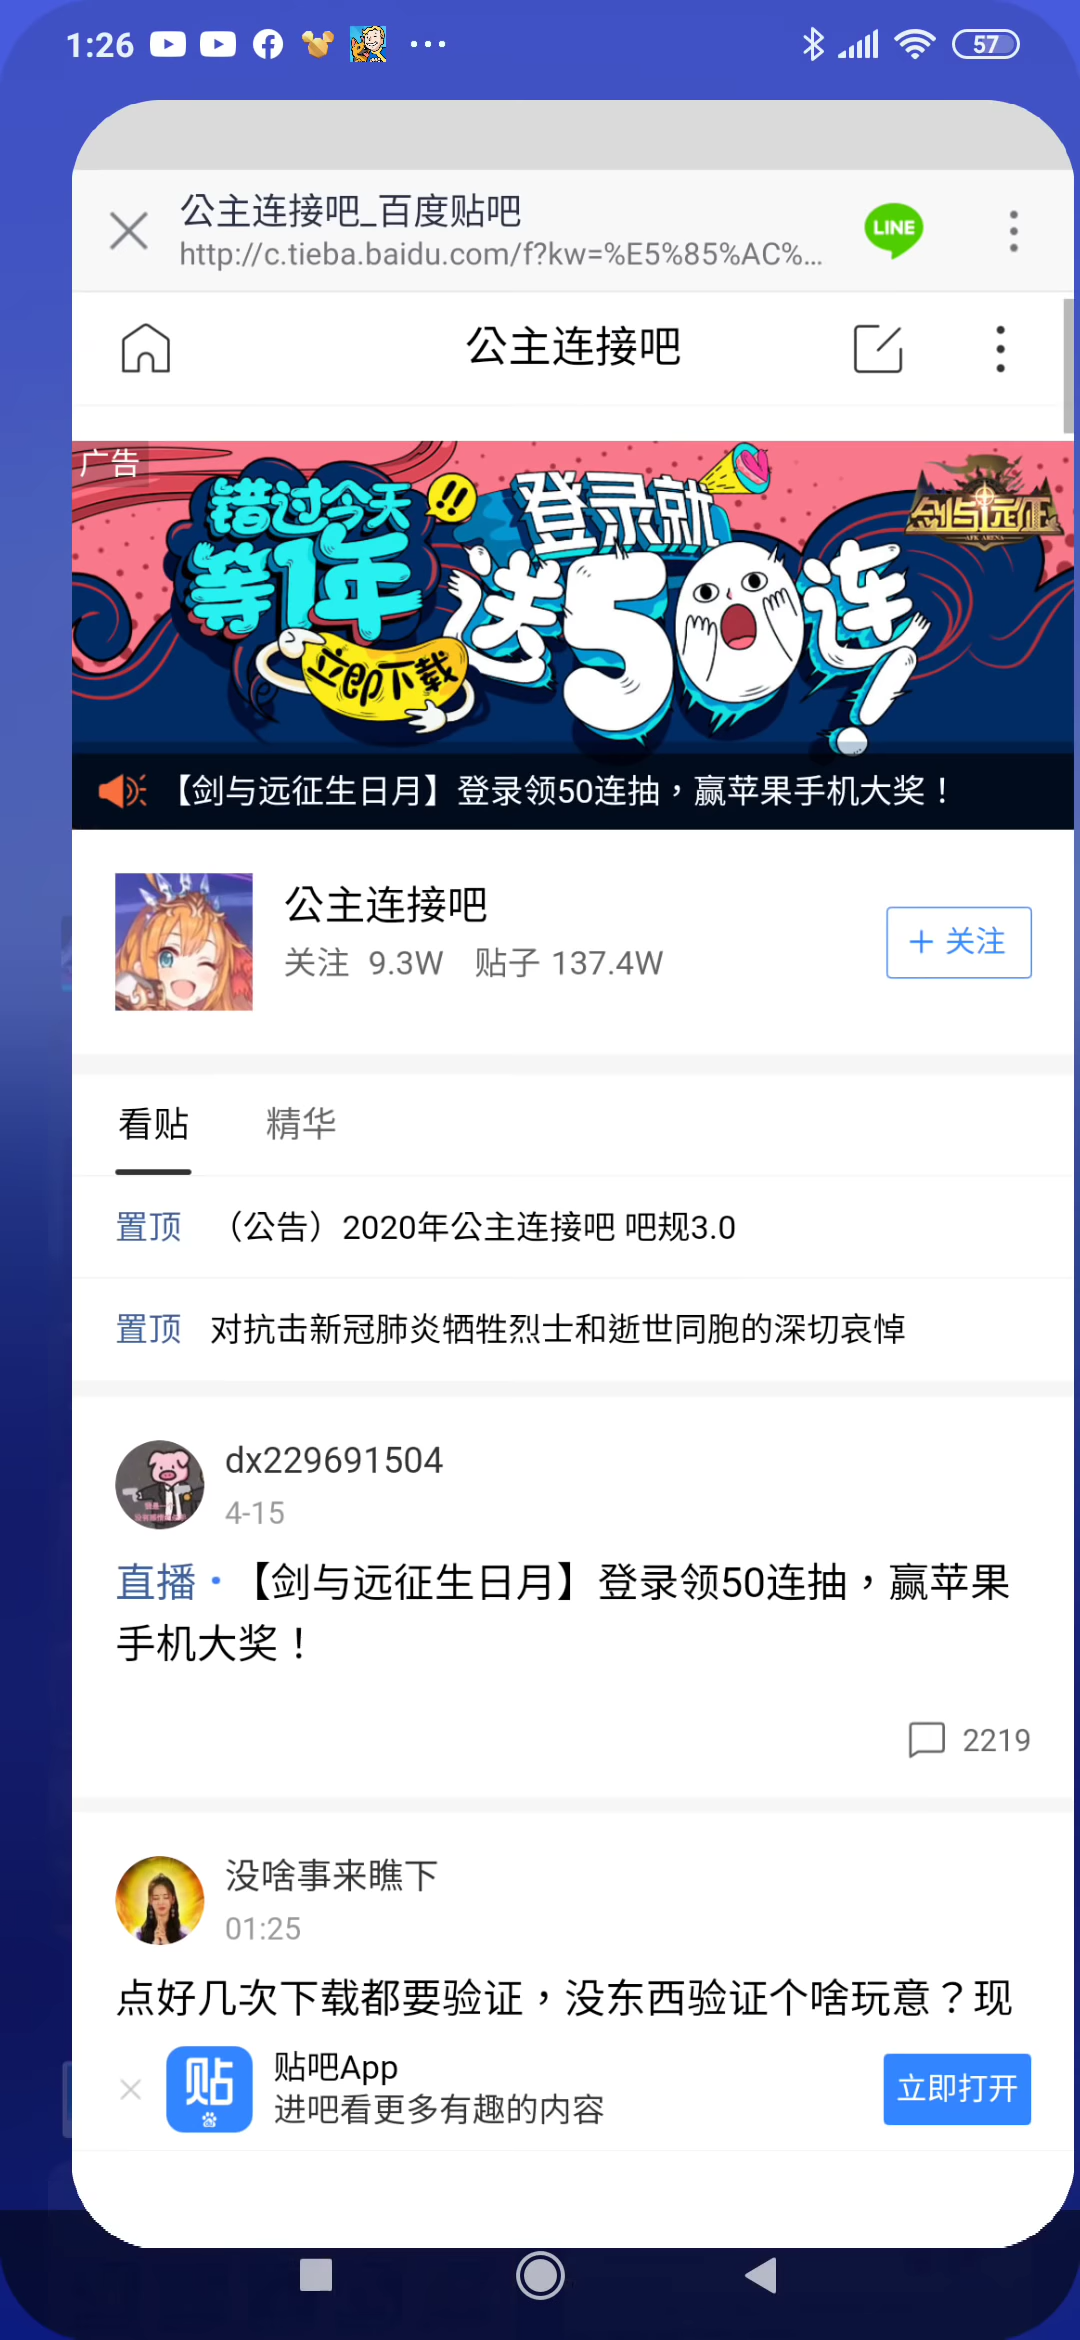 1:26
57
公主连接吧_百度贴吧
http://c.tieba.baidu.com/f?kw=%E5%85%AC%...
LINE
公主连接吧
广告
错过今天
等1年
!!
登录就
送50连!
立即下载
剑与远征
AFK ARENA
【剑与远征生日月】登录领50连抽，赢苹果手机大奖！
公主连接吧
关注 9.3W 贴子 137.4W
+ 关注
看贴 精华
置顶 （公告）2020年公主连接吧 吧规3.0
置顶 对抗击新冠肺炎牺牲烈士和逝世同胞的深切哀悼
dx229691504
4-15
直播·【剑与远征生日月】登录领50连抽，赢苹果
手机大奖！
2219
没啥事来瞧下
01:25
点好几次下载都要验证，没东西验证个啥玩意？现
贴
贴吧App
进吧看更多有趣的内容
立即打开